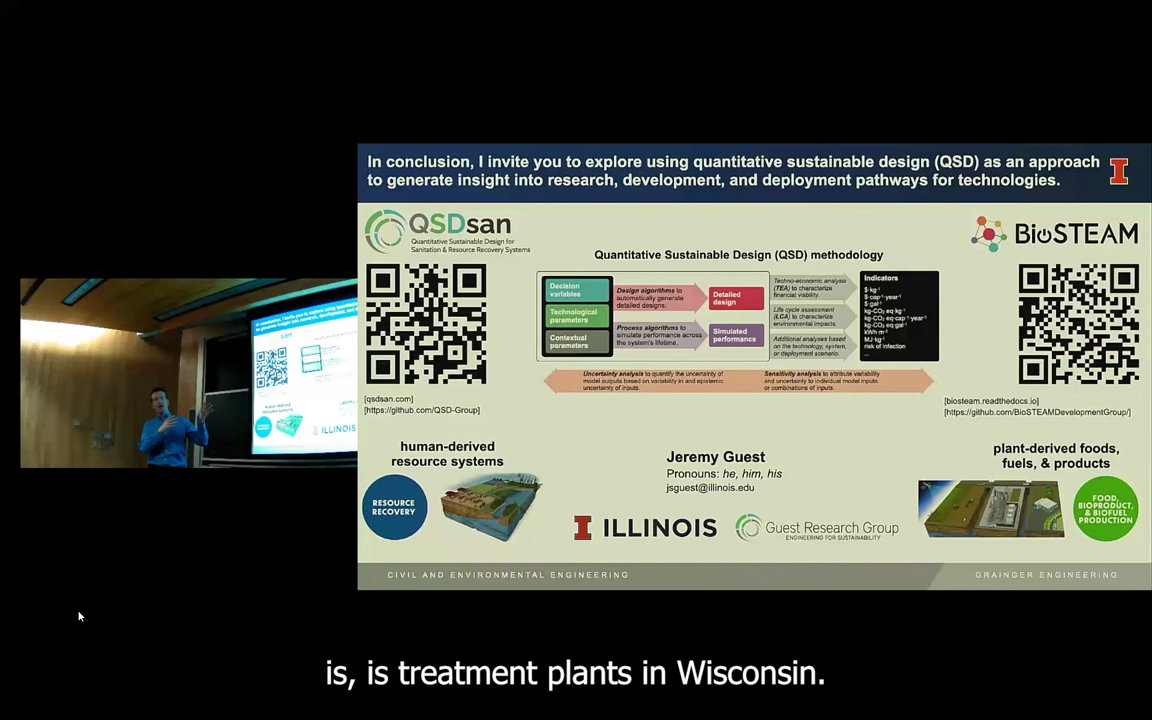 In conclusion, I invite you to explore using quantitative sustainable design (QSD) as an approach
to generate insight into research, development, and deployment pathways for technologies.
QSDsan
Quantitative Sustainable Design for
Sanitation & Resource Recovery Systems
BioSTEAM
Quantitative Sustainable Design (QSD) methodology
Decision
variables
Technological
parameters
Contextual
parameters
Design algorithms to
automatically generate
detailed designs.
Process algorithms to
simulate performance across
the system's lifetime.
Detailed
design
Simulated
performance
Techno-economic analysis
(TEA) to characterize
financial viability.
Life cycle assessment
(LCA) to characterize
environmental impacts.
Additional analyses based
on the technology, system,
or deployment scenario.
Indicators
$·kg⁻¹
$·cap⁻¹·year⁻¹
$·gal⁻¹
kg-CO₂ eq·kg⁻¹
kg-CO₂ eq·cap⁻¹·year⁻¹
kg-CO₂ eq·gal⁻¹
kWh·m⁻³
MJ·kg⁻¹
risk of infection
...
Uncertainty analysis to quantify the uncertainty of
model outputs based on variability in and epistemic
uncertainty of inputs.
Sensitivity analysis to attribute variability
and uncertainty to individual model inputs
or combinations of inputs.
[qsdsan.com]
[https://github.com/QSD-Group]
[biosteam.readthedocs.io]
[https://github.com/BioSTEAMDevelopmentGroup/]
human-derived
resource systems
RESOURCE
RECOVERY
Jeremy Guest
Pronouns: he, him, his
jsguest@illinois.edu
ILLINOIS
Guest Research Group
ENGINEERING FOR SUSTAINABILITY
plant-derived foods,
fuels, & products
FOOD,
BIOPRODUCT,
& BIOFUEL
PRODUCTION
CIVIL AND ENVIRONMENTAL ENGINEERING
GRAINGER ENGINEERING
is, is treatment plants in Wisconsin.